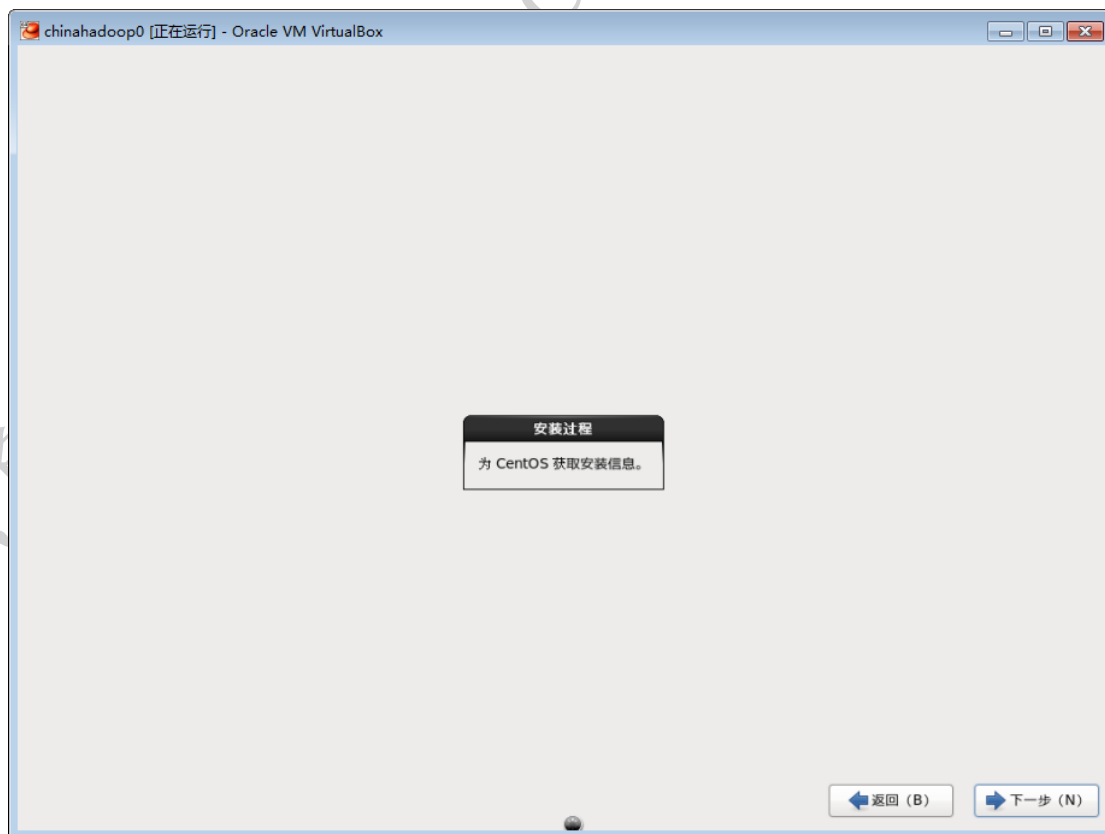 chinahadoop0 [正在运行] - Oracle VM VirtualBox
安装过程
为 CentOS 获取安装信息。
返回（B）
下一步（N）